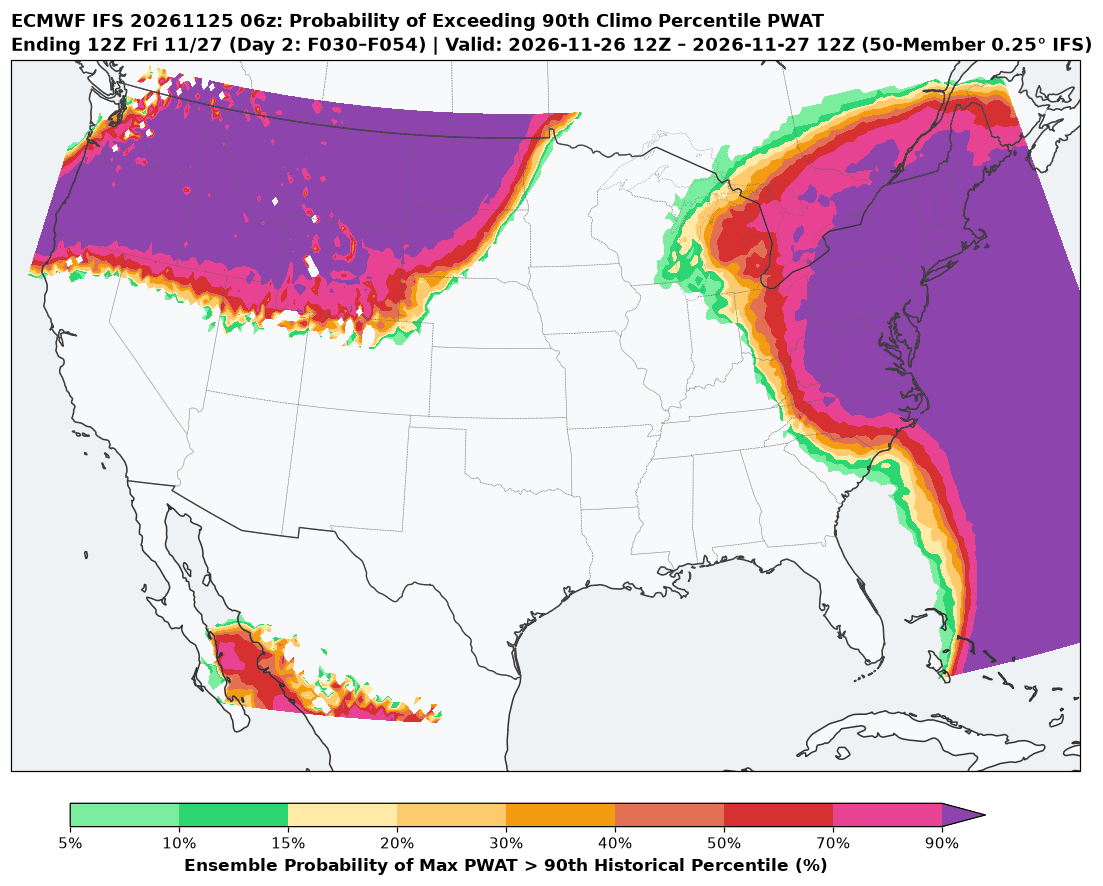 ECMWF IFS 20261125 06z: Probability of Exceeding 90th Climo Percentile PWAT
Ending 12Z Fri 11/27 (Day 2: F030–F054) | Valid: 2026-11-26 12Z – 2026-11-27 12Z (50-Member 0.25° IFS)
5% 10% 15% 20% 30% 40% 50% 70% 90%
Ensemble Probability of Max PWAT > 90th Historical Percentile (%)